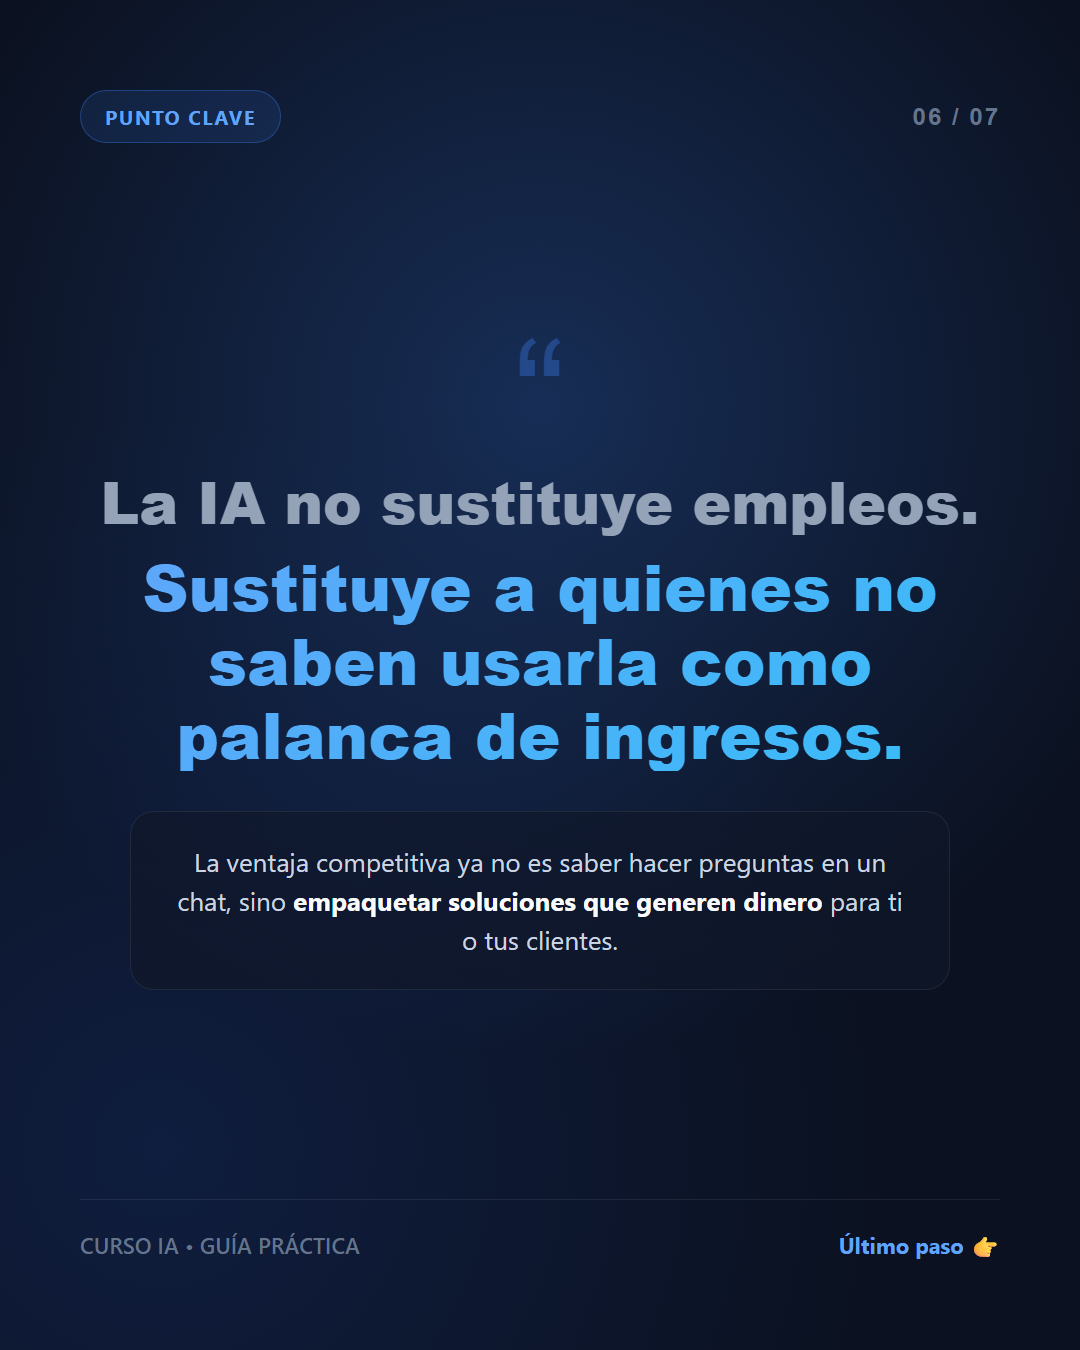 PUNTO CLAVE
06 / 07
“
La IA no sustituye empleos.
Sustituye a quienes no
saben usarla como
palanca de ingresos.
La ventaja competitiva ya no es saber hacer preguntas en un
chat, sino empaquetar soluciones que generen dinero para ti
o tus clientes.
CURSO IA • GUÍA PRÁCTICA
Último paso 👉